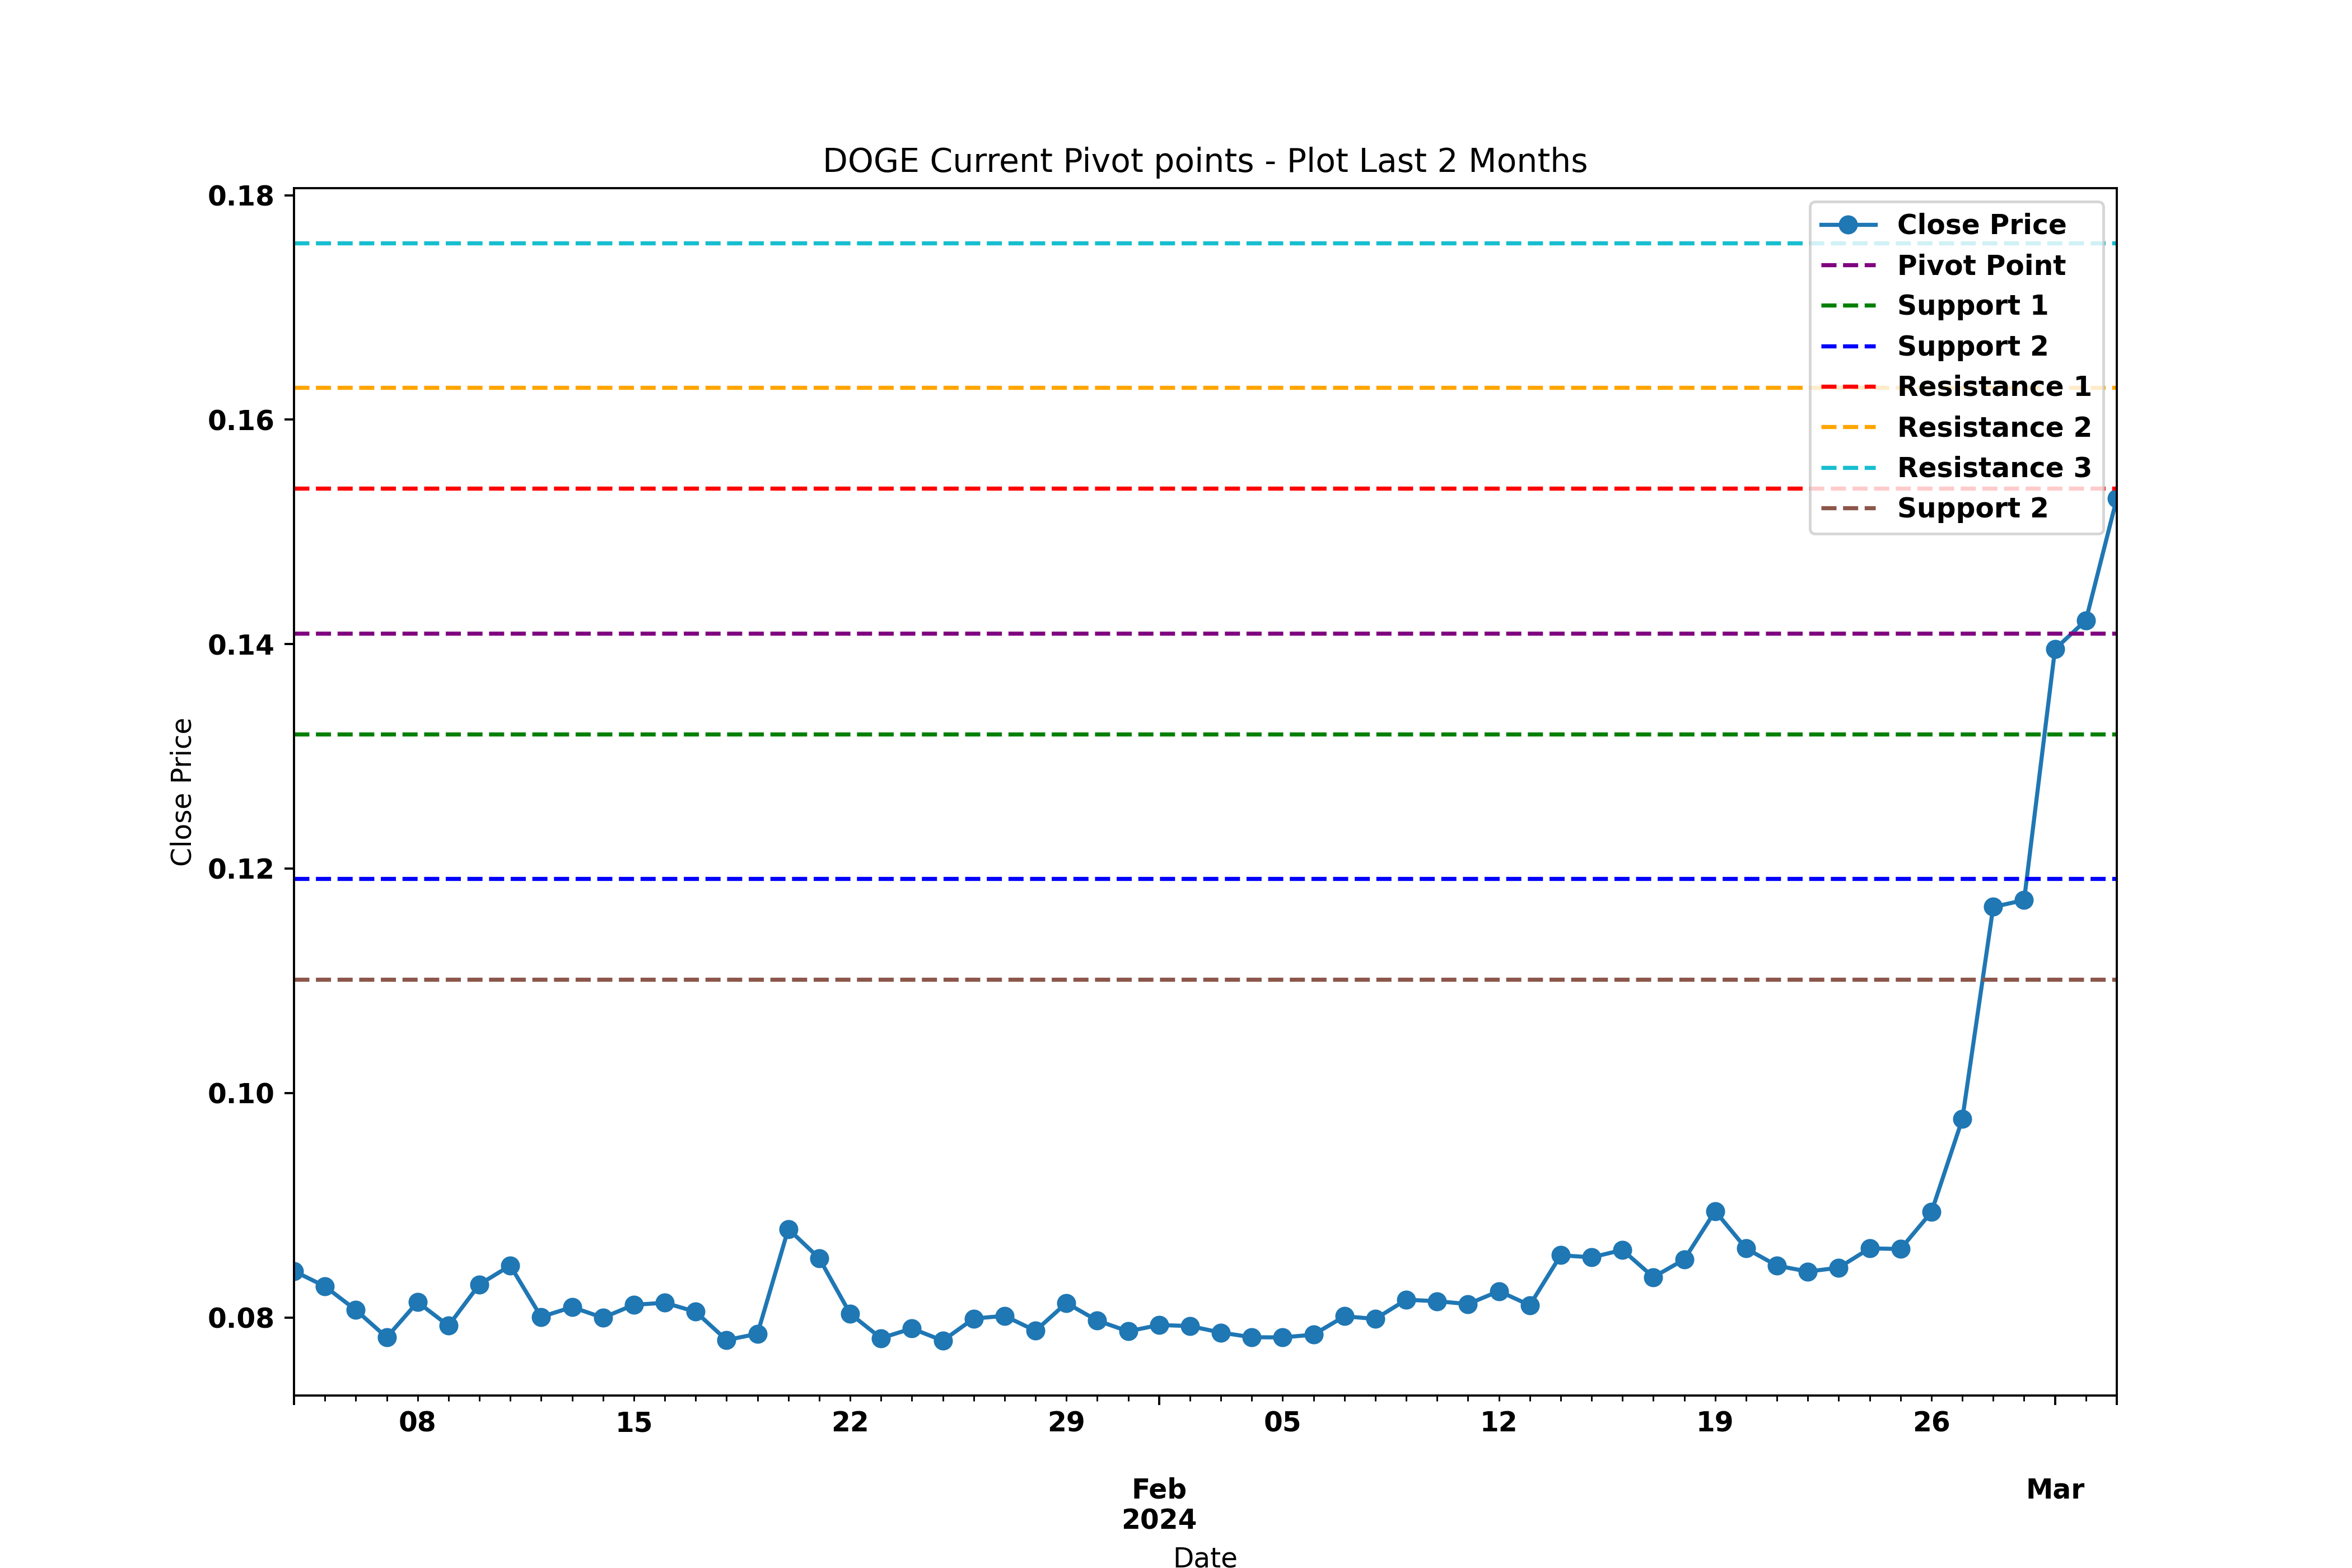 DOGE Current Pivot points - Plot Last 2 Months
0.18
0.16
0.14
0.12
0.10
0.08
Close Price
Close Price
Pivot Point
Support 1
Support 2
Resistance 1
Resistance 2
Resistance 3
Support 2
08 15 22 29 05 12 19 26
Feb Mar
2024
Date